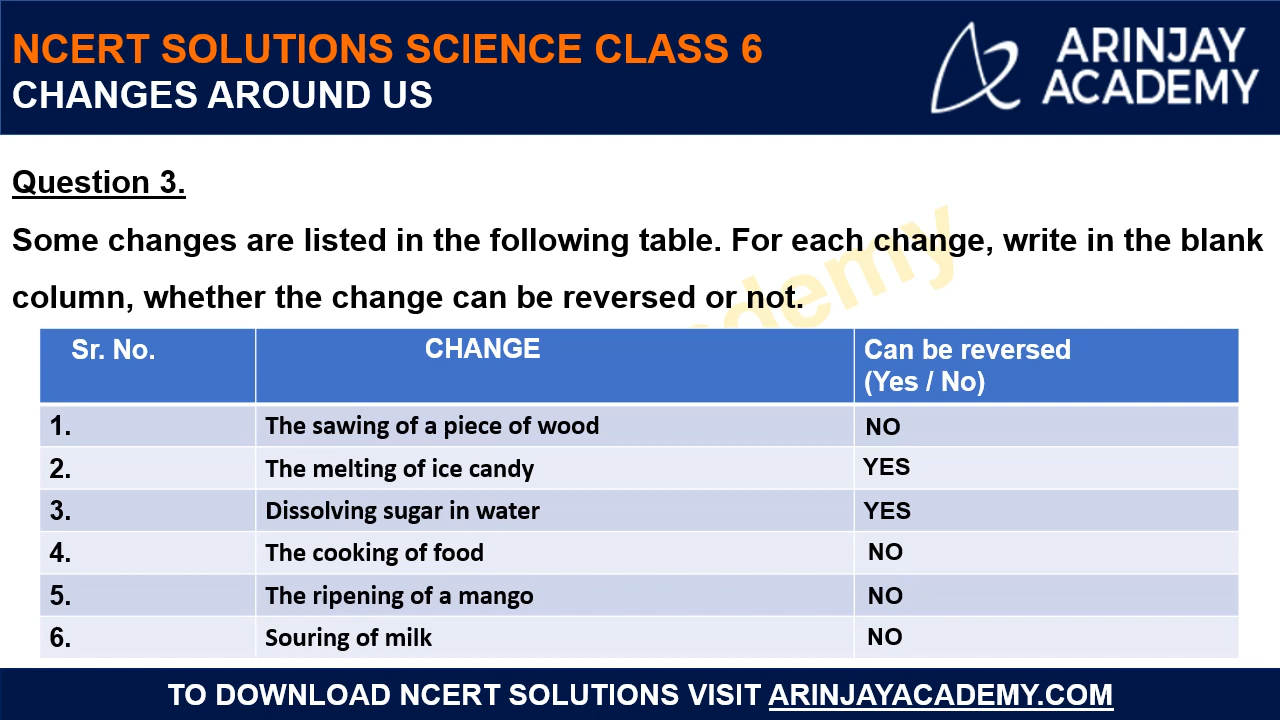 NCERT SOLUTIONS SCIENCE CLASS 6
CHANGES AROUND US
ARINJAY
ACADEMY
Question 3.
Some changes are listed in the following table. For each change, write in the blank
column, whether the change can be reversed or not.
Sr. No. CHANGE Can be reversed
(Yes / No)
1. The sawing of a piece of wood NO
2. The melting of ice candy YES
3. Dissolving sugar in water YES
4. The cooking of food NO
5. The ripening of a mango NO
6. Souring of milk NO
TO DOWNLOAD NCERT SOLUTIONS VISIT ARINJAYACADEMY.COM